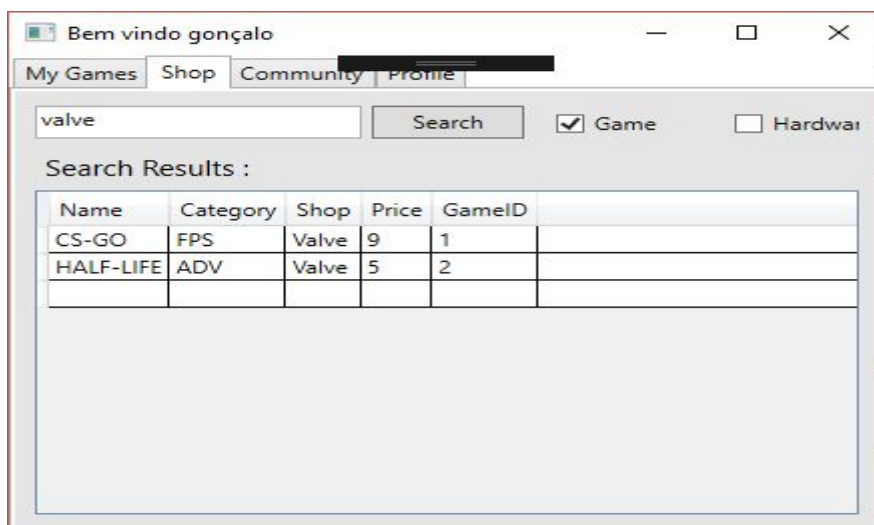 Bem vindo gonçalo
My Games Shop Community Profile
valve Search Game Hardwar
Search Results :
Name Category Shop Price GameID
CS-GO FPS Valve 9 1
HALF-LIFE ADV Valve 5 2